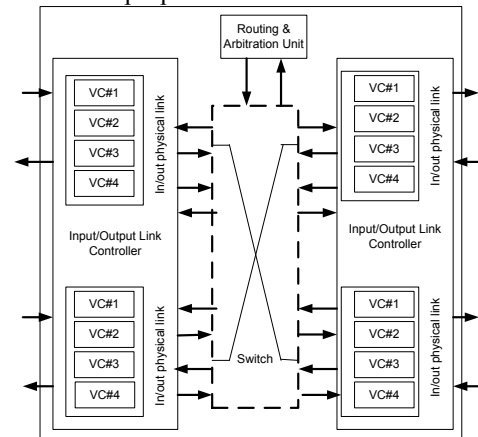 Routing &
Arbitration Unit
VC#1
VC#2
VC#3
VC#4
In/out physical link
Input/Output Link
Controller
VC#1
VC#2
VC#3
VC#4
In/out physical link
Switch
VC#1
VC#2
VC#3
VC#4
In/out physical link
Input/Output Link
Controller
VC#1
VC#2
VC#3
VC#4
In/out physical link